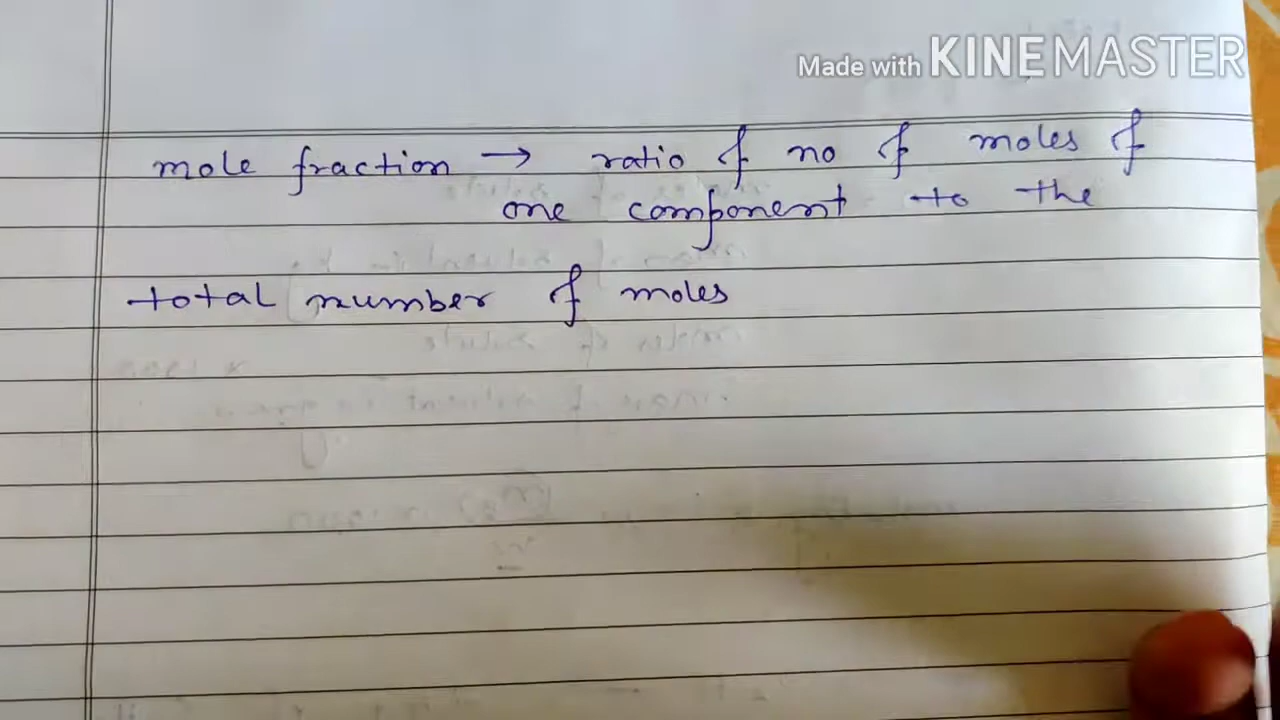 Made with KINEMASTER
mole fraction → ratio of no of moles of
one component to the
total number of moles